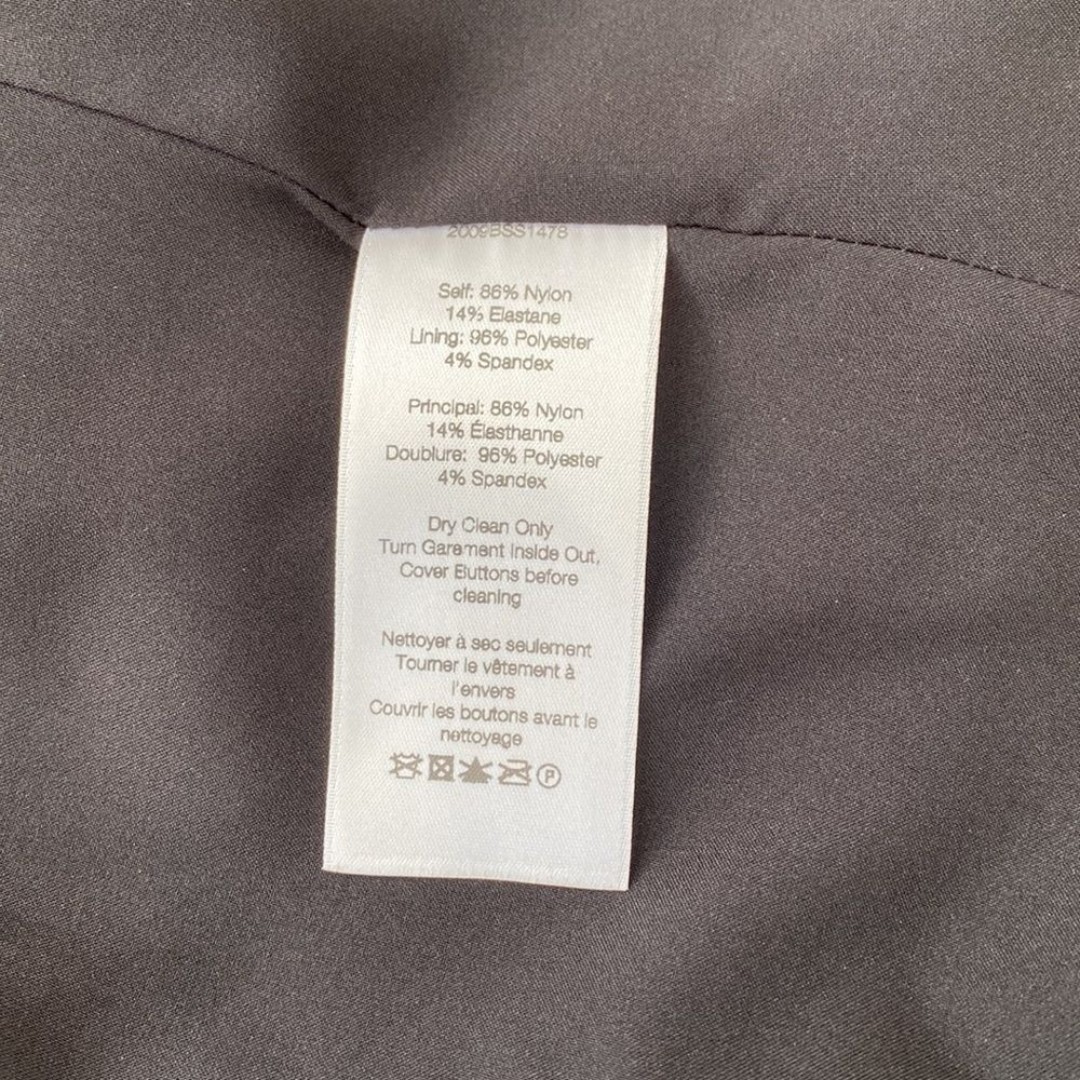 2009BSS1478
Self: 86% Nylon
14% Elastane
Lining: 96% Polyester
4% Spandex
Principal: 86% Nylon
14% Élasthanne
Doublure: 96% Polyester
4% Spandex
Dry Clean Only
Turn Garement Inside Out,
Cover Buttons before
cleaning
Nettoyer à sec seulement
Tourner le vêtement à
l'envers
Couvrir les boutons avant le
nettoyage
P